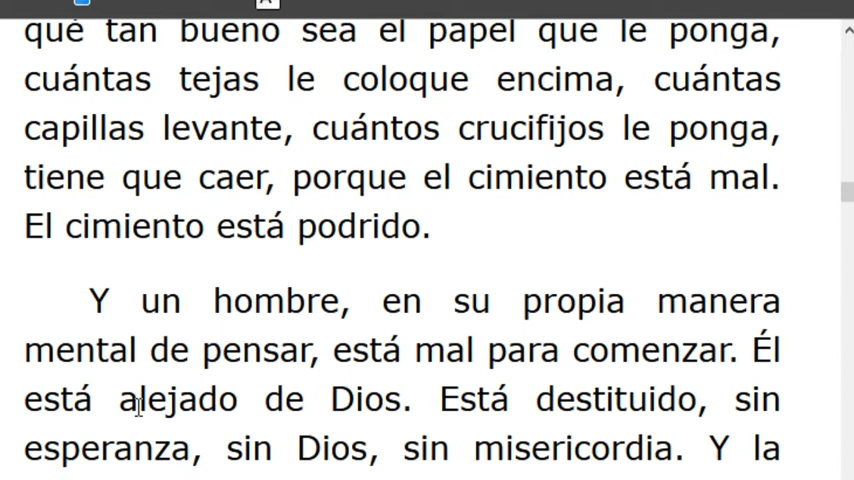 qué tan bueno sea el papel que le ponga,
cuántas tejas le coloque encima, cuántas
capillas levante, cuántos crucifijos le ponga,
tiene que caer, porque el cimiento está mal.
El cimiento está podrido.
Y un hombre, en su propia manera
mental de pensar, está mal para comenzar. Él
está alejado de Dios. Está destituido, sin
esperanza, sin Dios, sin misericordia. Y la